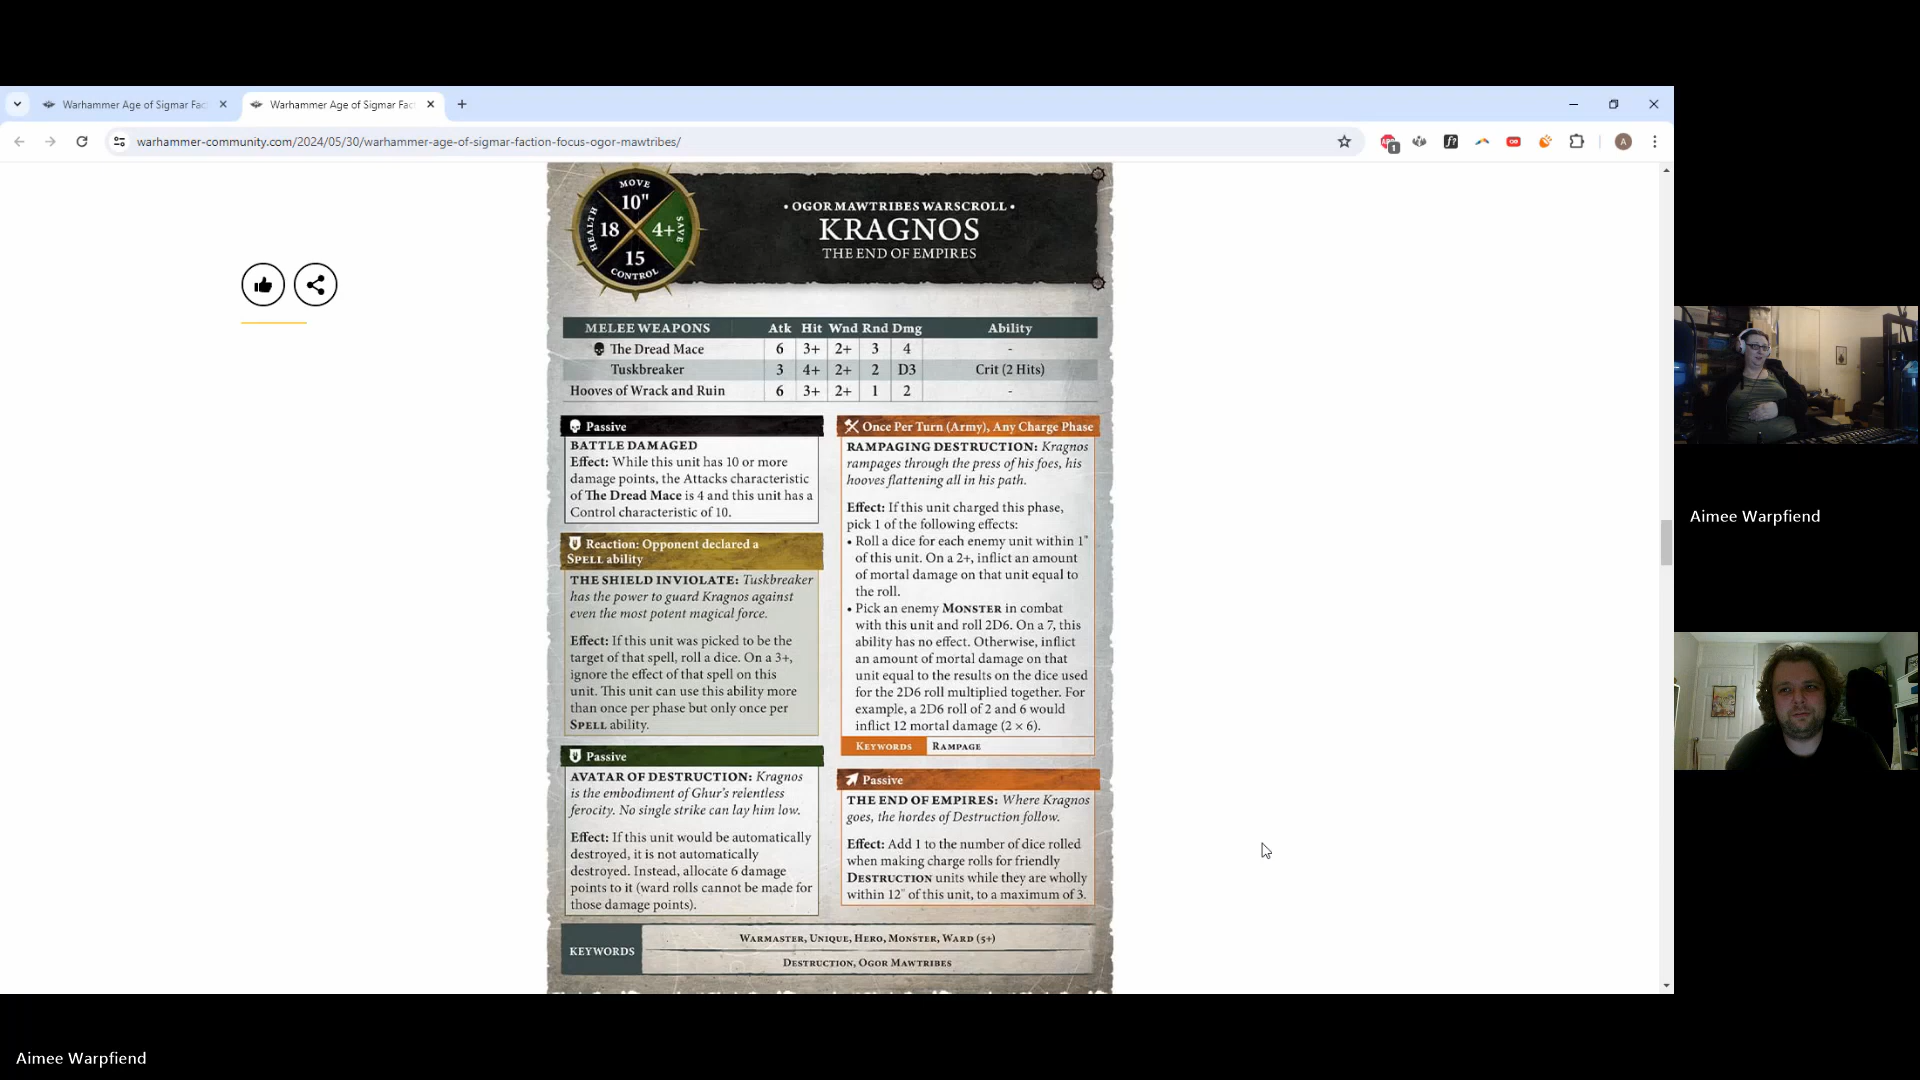 Warhammer Age of Sigmar Fac
Warhammer Age of Sigmar Fac
warhammer-community.com/2024/05/30/warhammer-age-of-sigmar-faction-focus-ogor-mawtribes/
1
A
MOVE
10"
HEALTH
18
4+
SAVE
15
CONTROL
• OGOR MAWTRIBES WARSCROLL •
KRAGNOS
THE END OF EMPIRES
MELEE WEAPONS Atk Hit Wnd Rnd Dmg Ability
The Dread Mace 6 3+ 2+ 3 4 -
Tuskbreaker 3 4+ 2+ 2 D3 Crit (2 Hits)
Hooves of Wrack and Ruin 6 3+ 2+ 1 2 -
Passive
BATTLE DAMAGED
Effect: While this unit has 10 or more
damage points, the Attacks characteristic
of The Dread Mace is 4 and this unit has a
Control characteristic of 10.
Reaction: Opponent declared a
SPELL ability
THE SHIELD INVIOLATE: Tuskbreaker
has the power to guard Kragnos against
even the most potent magical force.
Effect: If this unit was picked to be the
target of that spell, roll a dice. On a 3+,
ignore the effect of that spell on this
unit. This unit can use this ability more
than once per phase but only once per
SPELL ability.
Passive
AVATAR OF DESTRUCTION: Kragnos
is the embodiment of Ghur's relentless
ferocity. No single strike can lay him low.
Effect: If this unit would be automatically
destroyed, it is not automatically
destroyed. Instead, allocate 6 damage
points to it (ward rolls cannot be made for
those damage points).
Once Per Turn (Army), Any Charge Phase
RAMPAGING DESTRUCTION: Kragnos
rampages through the press of his foes, his
hooves flattening all in his path.
Effect: If this unit charged this phase,
pick 1 of the following effects:
• Roll a dice for each enemy unit within 1"
of this unit. On a 2+, inflict an amount
of mortal damage on that unit equal to
the roll.
• Pick an enemy MONSTER in combat
with this unit and roll 2D6. On a 7, this
ability has no effect. Otherwise, inflict
an amount of mortal damage on that
unit equal to the results on the dice used
for the 2D6 roll multiplied together. For
example, a 2D6 roll of 2 and 6 would
inflict 12 mortal damage (2 × 6).
KEYWORDS RAMPAGE
Passive
THE END OF EMPIRES: Where Kragnos
goes, the hordes of Destruction follow.
Effect: Add 1 to the number of dice rolled
when making charge rolls for friendly
DESTRUCTION units while they are wholly
within 12" of this unit, to a maximum of 3.
KEYWORDS
WARMASTER, UNIQUE, HERO, MONSTER, WARD (5+)
DESTRUCTION, OGOR MAWTRIBES
Aimee Warpfiend
Aimee Warpfiend